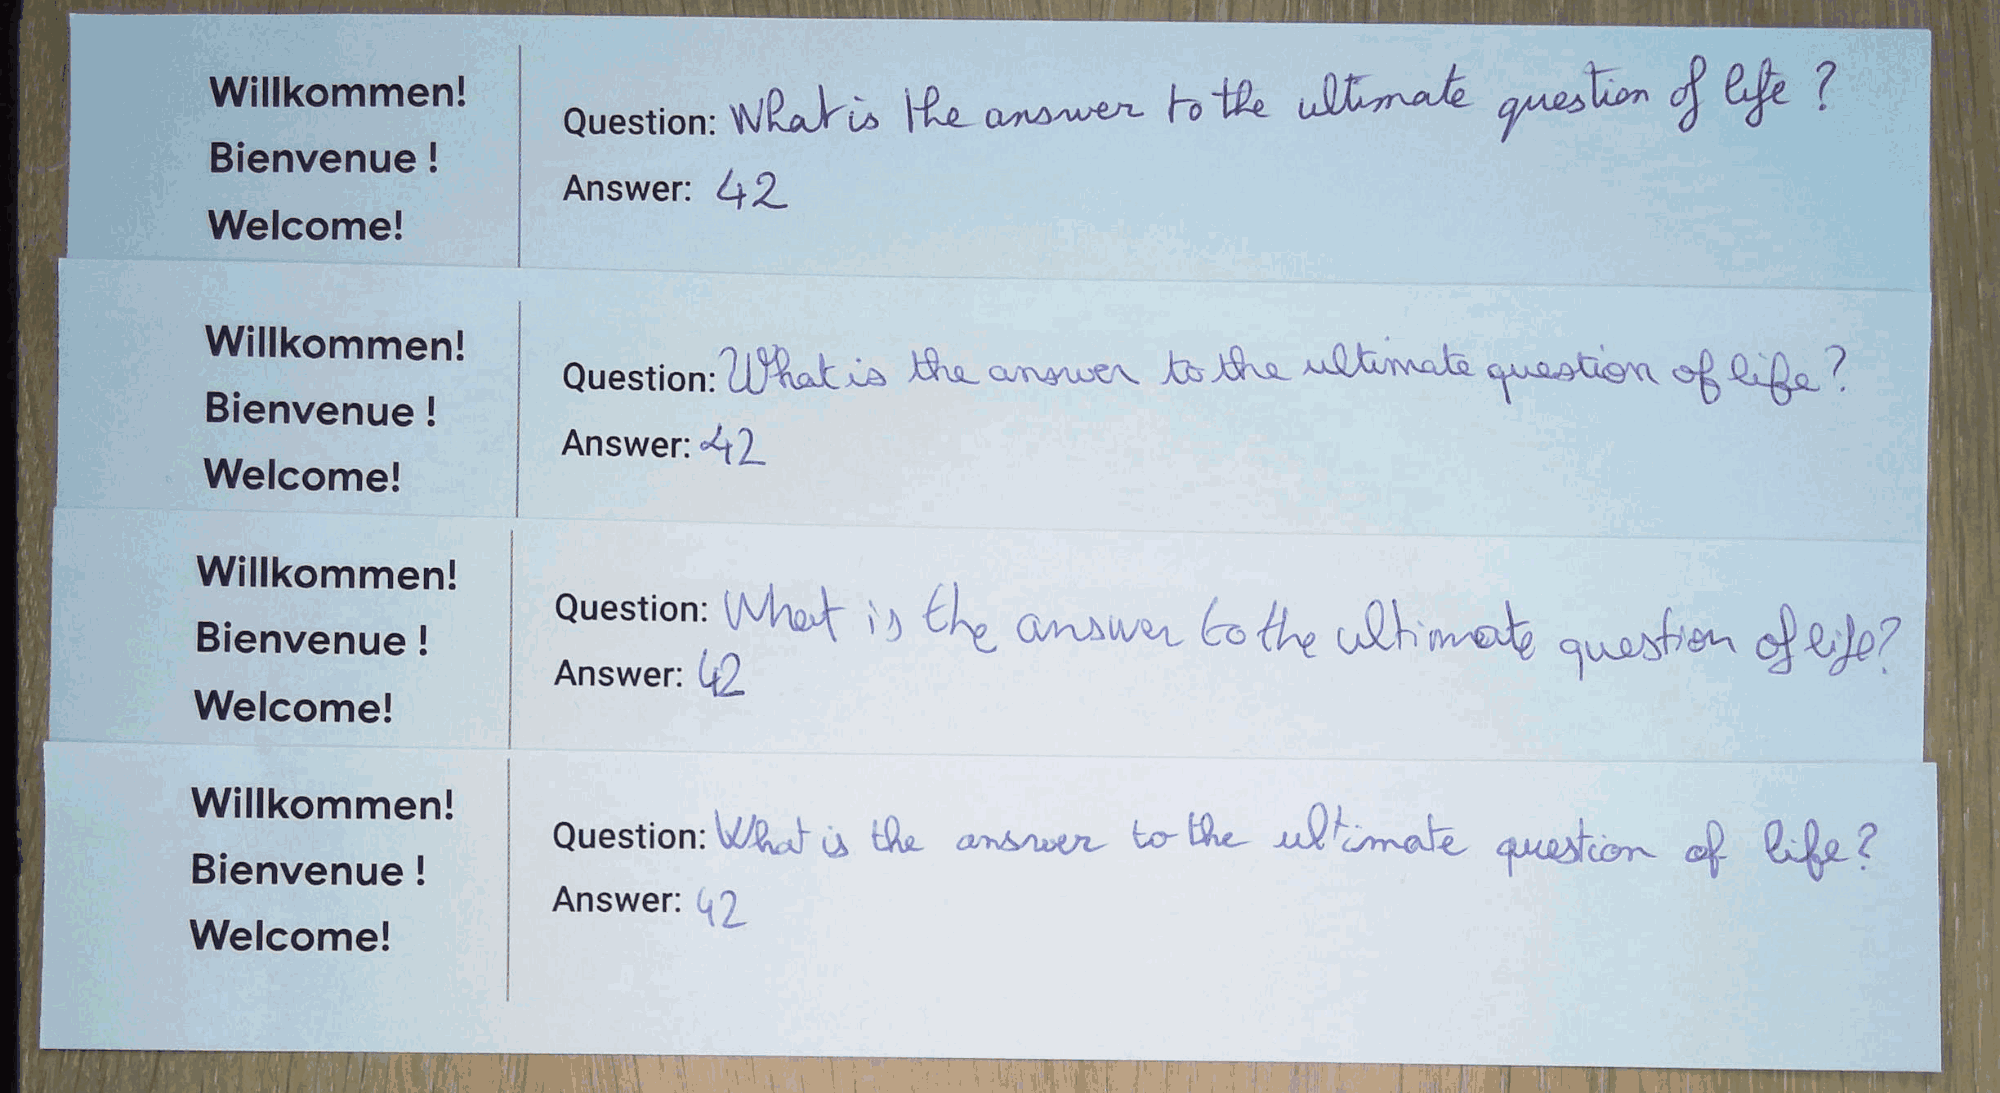 Willkommen!
Bienvenue !
Welcome!
Question: What is the answer to the ultimate question of life ?
Answer: 42
Willkommen!
Bienvenue !
Welcome!
Question: What is the answer to the ultimate question of life ?
Answer: 42
Willkommen!
Bienvenue !
Welcome!
Question: What is the answer to the ultimate question of life?
Answer: 42
Willkommen!
Bienvenue !
Welcome!
Question: What is the answer to the ultimate question of life ?
Answer: 42